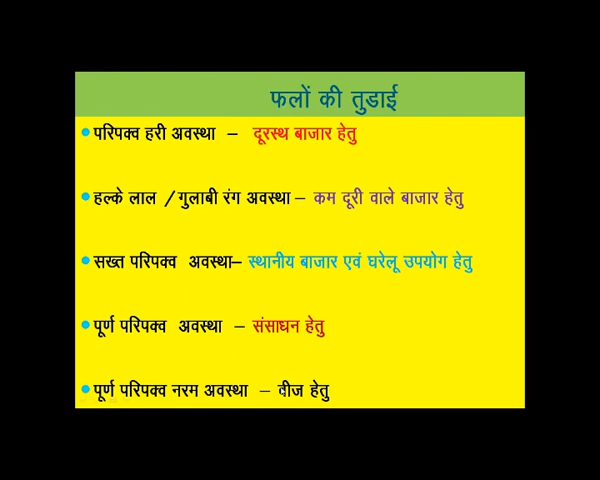 फलों की तुडाई
परिपक्व हरी अवस्था – दूरस्थ बाजार हेतु
हल्के लाल /गुलाबी रंग अवस्था – कम दूरी वाले बाजार हेतु
सख्त परिपक्व अवस्था– स्थानीय बाजार एवं घरेलू उपयोग हेतु
पूर्ण परिपक्व अवस्था – संसाधन हेतु
पूर्ण परिपक्व नरम अवस्था – बीज हेतु